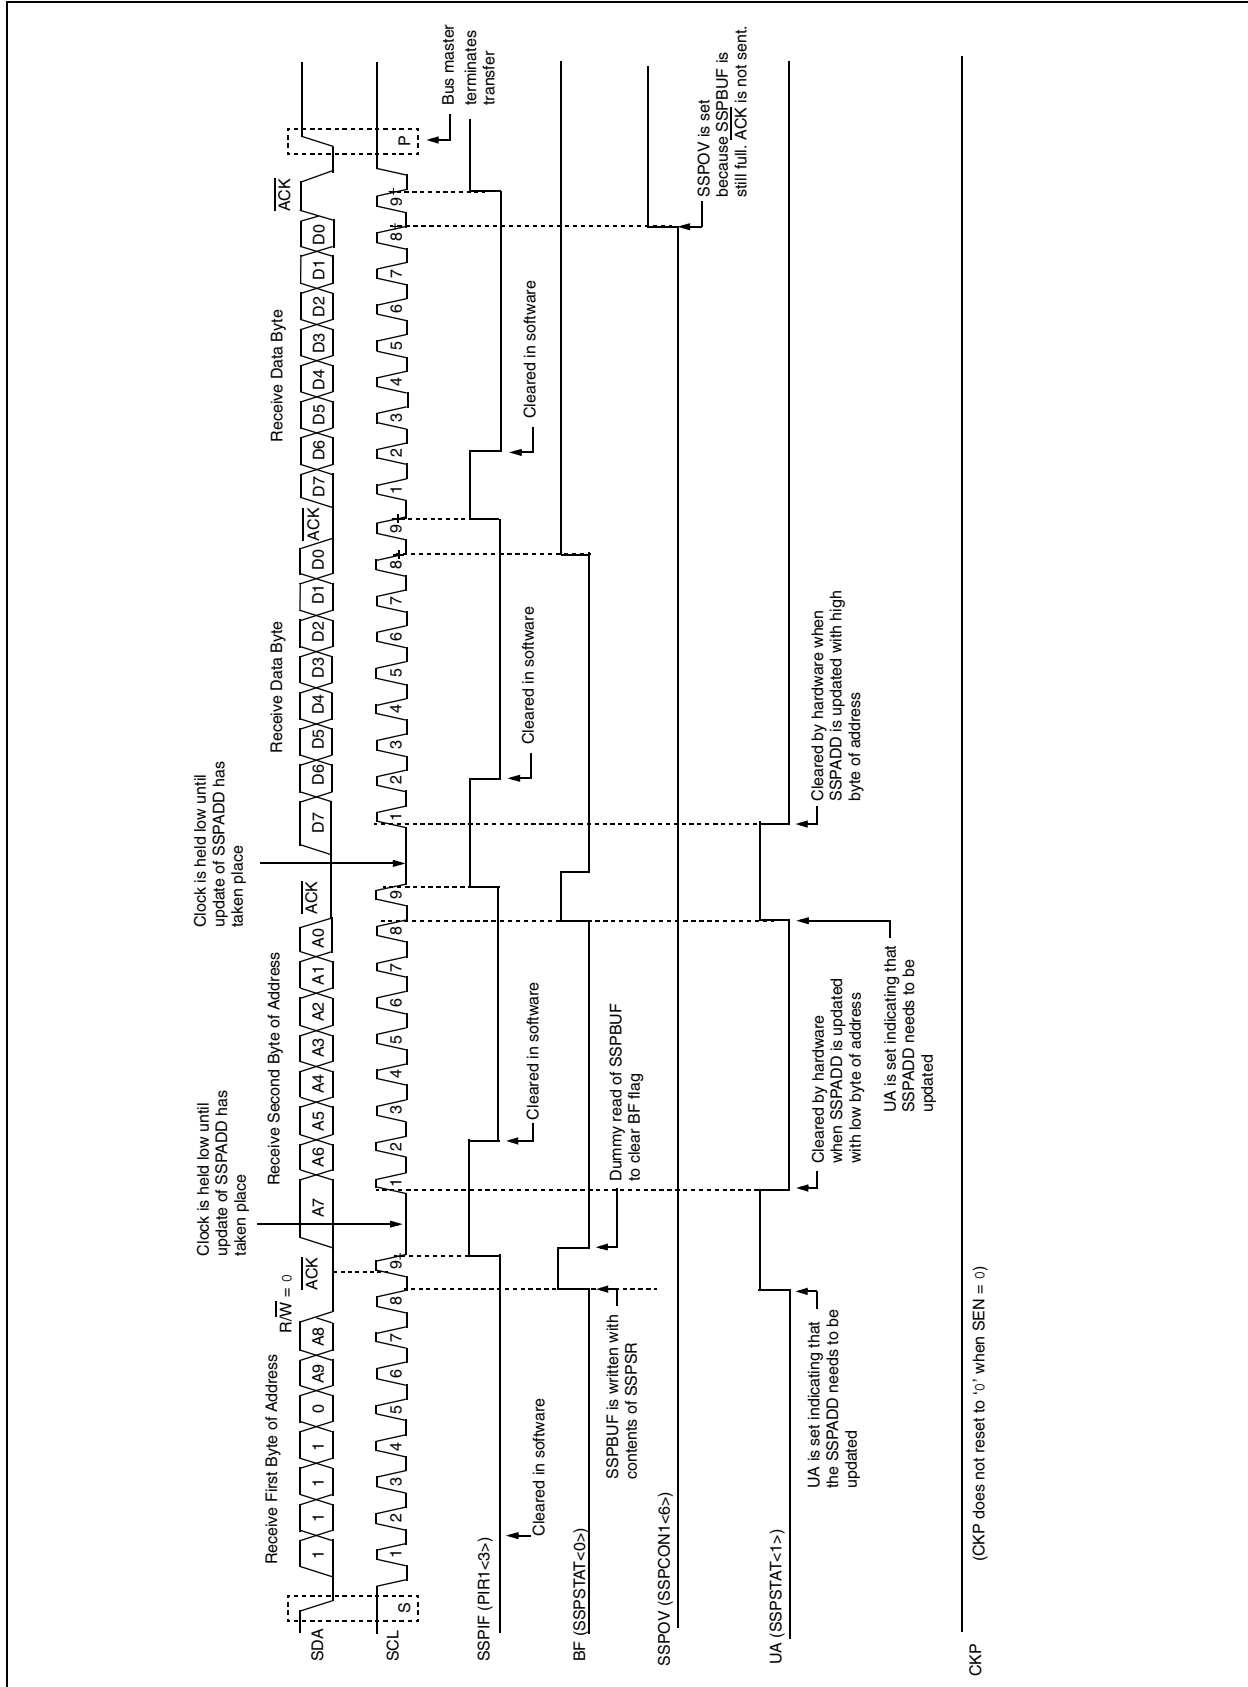 Receive First Byte of Address
R/W = 0
Clock is held low until
update of SSPADD has
taken place
Receive Second Byte of Address
Clock is held low until
update of SSPADD has
taken place
Receive Data Byte
Receive Data Byte
SDA
1 1 1 1 0 A9 A8 ACK A7 A6 A5 A4 A3 A2 A1 A0 ACK D7 D6 D5 D4 D3 D2 D1 D0 ACK D7 D6 D5 D4 D3 D2 D1 D0 ACK
SCL
S 1 2 3 4 5 6 7 8 9 1 2 3 4 5 6 7 8 9 1 2 3 4 5 6 7 8 9 1 2 3 4 5 6 7 8 9 P
Bus master
terminates
transfer
SSPIF (PIR1<3>)
Cleared in software
Cleared in software
Cleared in software
Cleared in software
BF (SSPSTAT<0>)
SSPBUF is written with
contents of SSPSR
Dummy read of SSPBUF
to clear BF flag
SSPOV (SSPCON1<6>)
SSPOV is set
because SSPBUF is
still full. ACK is not sent.
UA (SSPSTAT<1>)
UA is set indicating that
the SSPADD needs to be
updated
Cleared by hardware
when SSPADD is updated
with low byte of address
UA is set indicating that
SSPADD needs to be
updated
Cleared by hardware when
SSPADD is updated with high
byte of address
CKP
(CKP does not reset to ‘0’ when SEN = 0)